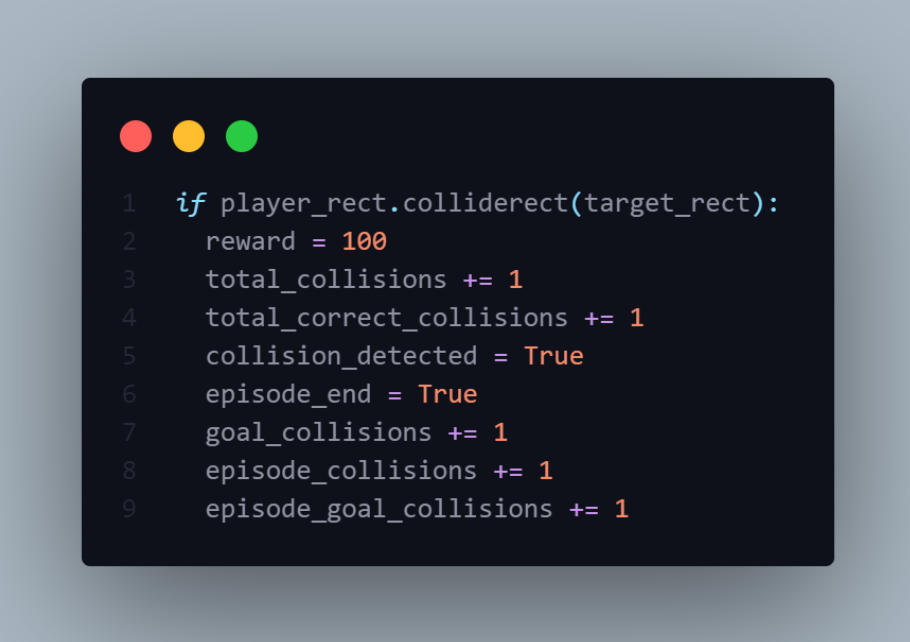 1 if player_rect.colliderect(target_rect):
2 reward = 100
3 total_collisions += 1
4 total_correct_collisions += 1
5 collision_detected = True
6 episode_end = True
7 goal_collisions += 1
8 episode_collisions += 1
9 episode_goal_collisions += 1